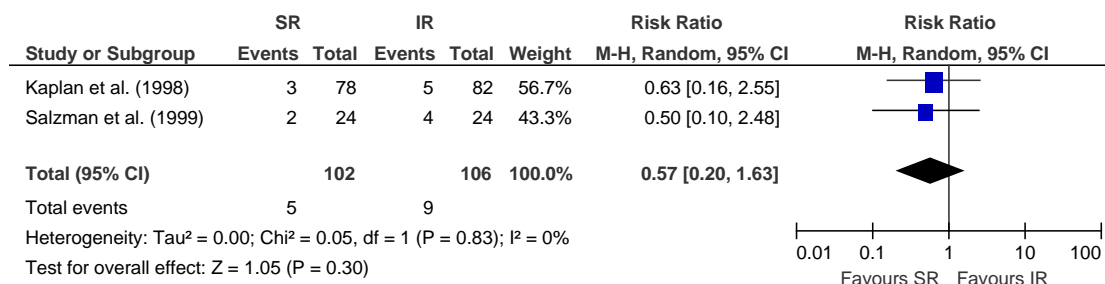 SR IR Risk Ratio Risk Ratio
Study or Subgroup Events Total Events Total Weight M-H, Random, 95% CI M-H, Random, 95% CI
Kaplan et al. (1998) 3 78 5 82 56.7% 0.63 [0.16, 2.55]
Salzman et al. (1999) 2 24 4 24 43.3% 0.50 [0.10, 2.48]
Total (95% CI) 102 106 100.0% 0.57 [0.20, 1.63]
Total events 5 9
Heterogeneity: Tau² = 0.00; Chi² = 0.05, df = 1 (P = 0.83); I² = 0%
Test for overall effect: Z = 1.05 (P = 0.30)
0.01 0.1 1 10 100
Favours SR Favours IR